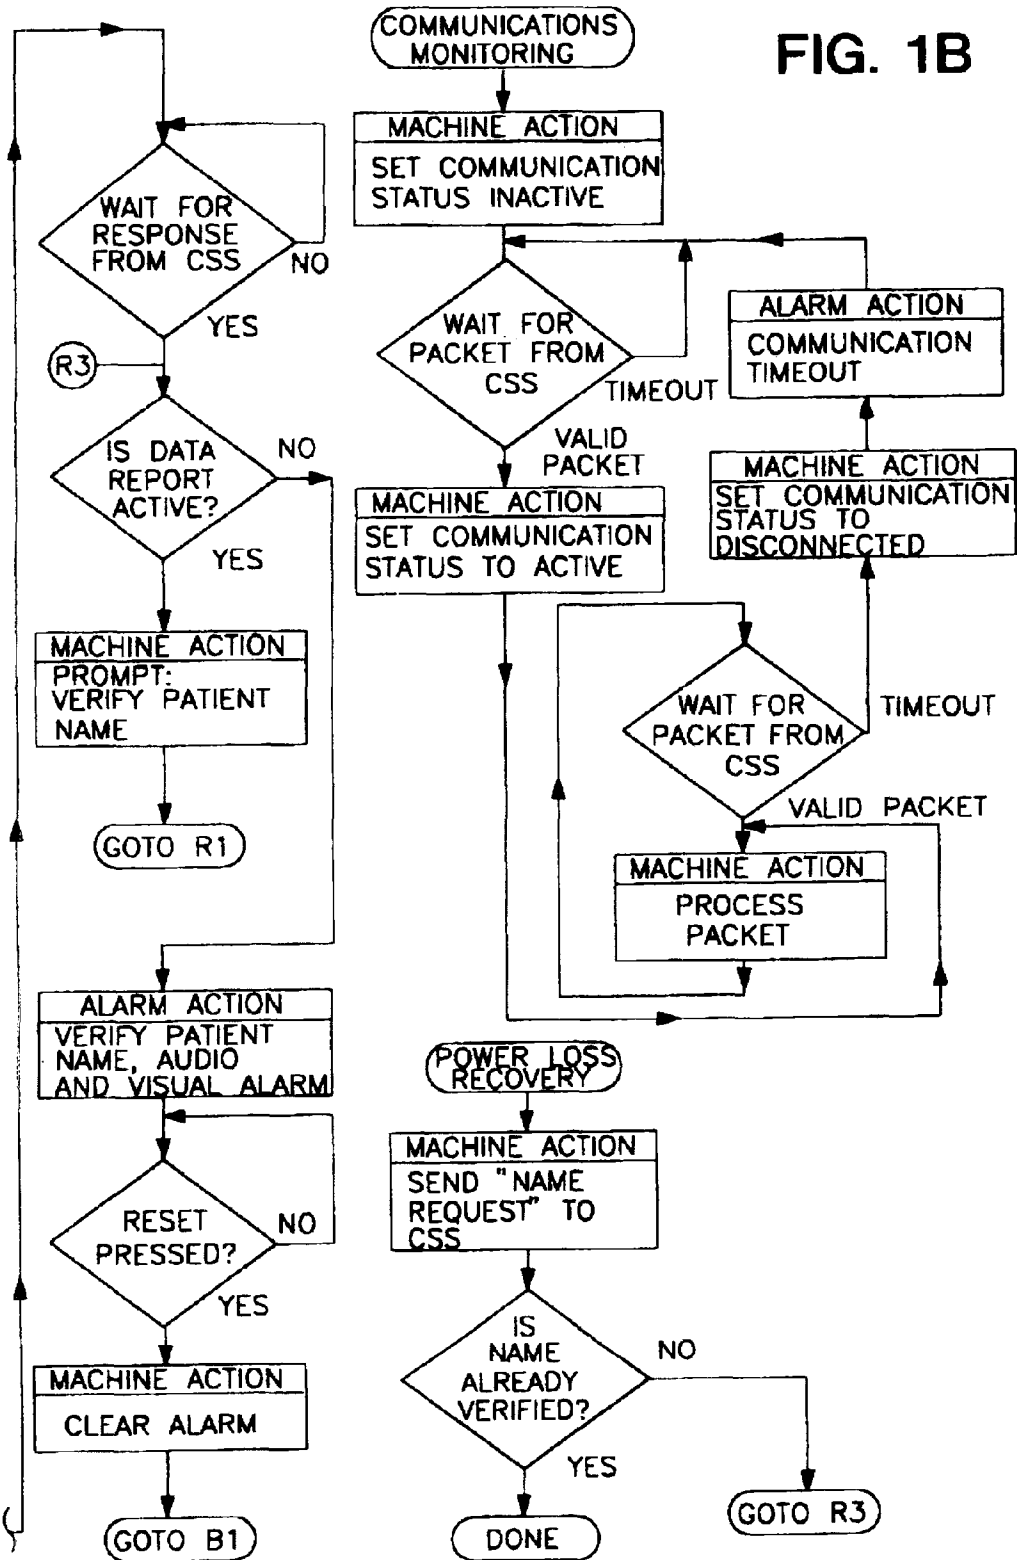 FIG. 1B
WAIT FOR
RESPONSE
FROM CSS
NO
YES
R3
IS DATA
REPORT
ACTIVE?
NO
YES
MACHINE ACTION
PROMPT:
VERIFY PATIENT
NAME
GOTO R1
ALARM ACTION
VERIFY PATIENT
NAME, AUDIO
AND VISUAL ALARM
RESET
PRESSED?
NO
YES
MACHINE ACTION
CLEAR ALARM
GOTO B1
COMMUNICATIONS
MONITORING
MACHINE ACTION
SET COMMUNICATION
STATUS INACTIVE
WAIT FOR
PACKET FROM
CSS
TIMEOUT
VALID
PACKET
MACHINE ACTION
SET COMMUNICATION
STATUS TO ACTIVE
ALARM ACTION
COMMUNICATION
TIMEOUT
MACHINE ACTION
SET COMMUNICATION
STATUS TO
DISCONNECTED
WAIT FOR
PACKET FROM
CSS
TIMEOUT
VALID PACKET
MACHINE ACTION
PROCESS
PACKET
POWER LOSS
RECOVERY
MACHINE ACTION
SEND "NAME
REQUEST" TO
CSS
IS
NAME
ALREADY
VERIFIED?
NO
YES
DONE
GOTO R3